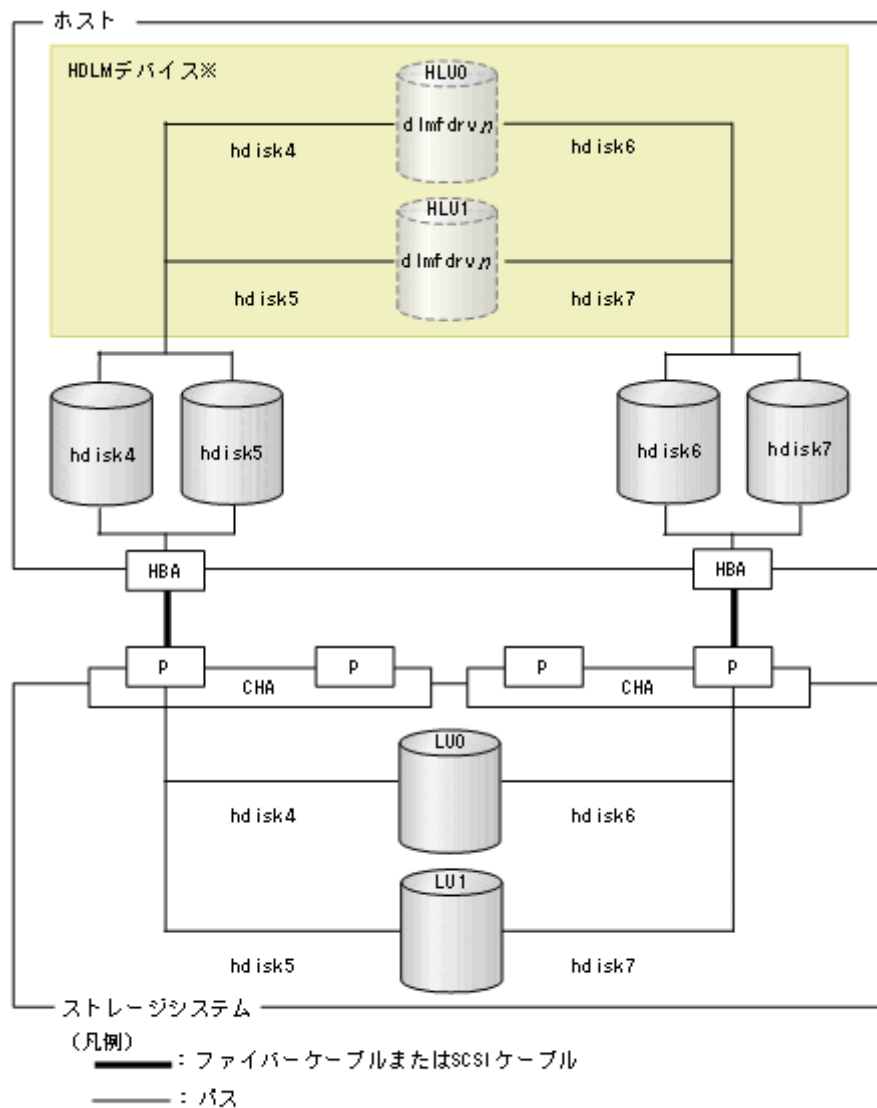 ホスト
HDLMデバイス※
HLU0
dlmfdrvn
hdisk4
hdisk6
HLU1
dlmfdrvn
hdisk5
hdisk7
hdisk4
hdisk5
hdisk6
hdisk7
HBA
HBA
P
P
P
P
CHA
CHA
LU0
hdisk4
hdisk6
LU1
hdisk5
hdisk7
ストレージシステム
(凡例)
：ファイバーケーブルまたはSCSIケーブル
：パス